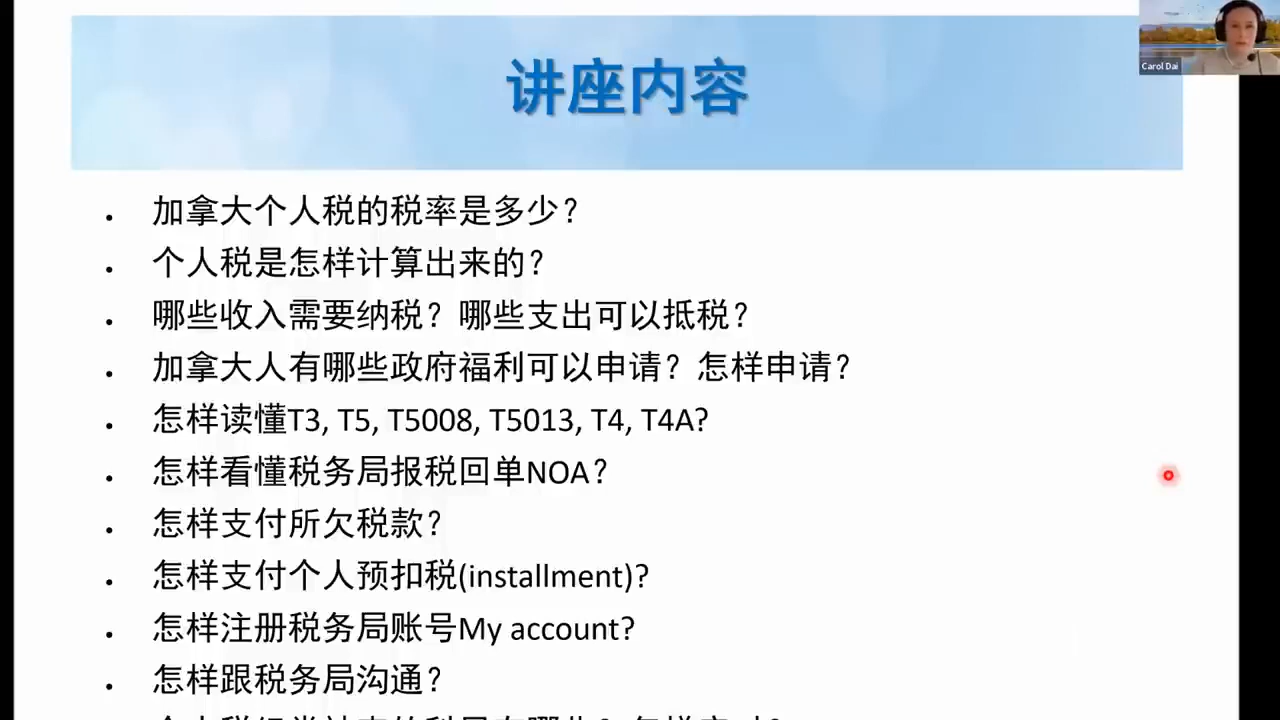 讲座内容
Carol Dai
• 加拿大个人税的税率是多少？
• 个人税是怎样计算出来的？
• 哪些收入需要纳税？哪些支出可以抵税？
• 加拿大人有哪些政府福利可以申请？怎样申请？
• 怎样读懂T3, T5, T5008, T5013, T4, T4A?
• 怎样看懂税务局报税回单NOA？
• 怎样支付所欠税款？
• 怎样支付个人预扣税(installment)?
• 怎样注册税务局账号My account?
• 怎样跟税务局沟通？